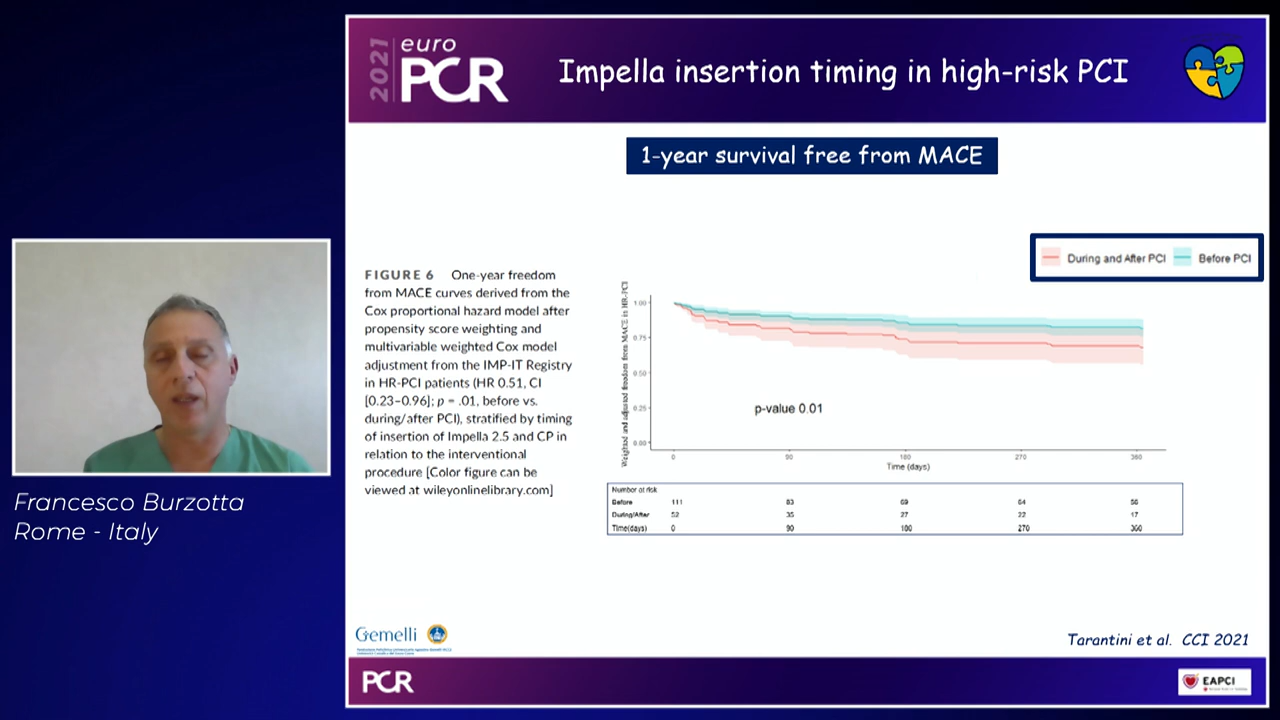 2021
euro
PCR
Impella insertion timing in high-risk PCI
1-year survival free from MACE
During and After PCI
Before PCI
FIGURE 6 One-year freedom
from MACE curves derived from the
Cox proportional hazard model after
propensity score weighting and
multivariable weighted Cox model
adjustment from the IMP-IT Registry
in HR-PCI patients (HR 0.51, CI
[0.23–0.96]; p = .01, before vs.
during/after PCI), stratified by timing
of insertion of Impella 2.5 and CP in
relation to the interventional
procedure [Color figure can be
viewed at wileyonlinelibrary.com]
Weighted and adjusted freedom from MACE in HR-PCI
1.00
0.75
0.50
0.25
0.00
p-value 0.01
0 90 180 270 360
Time (days)
Number at risk
Before 111 83 69 64 56
During/After 52 35 27 22 17
Time(days) 0 90 180 270 360
Francesco Burzotta
Rome - Italy
Gemelli
Tarantini et al. CCI 2021
PCR
EAPCI